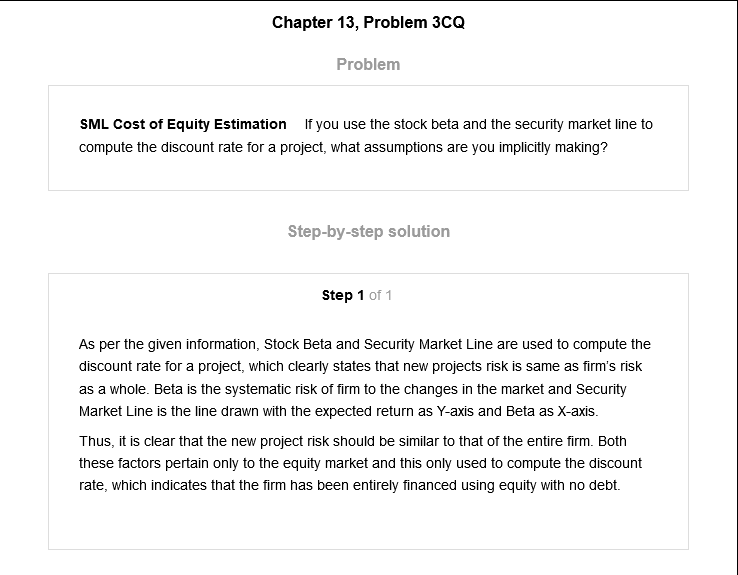 Chapter 13, Problem 3CQ
Problem
SML Cost of Equity Estimation If you use the stock beta and the security market line to
compute the discount rate for a project, what assumptions are you implicitly making?
Step-by-step solution
Step 1 of 1
As per the given information, Stock Beta and Security Market Line are used to compute the
discount rate for a project, which clearly states that new projects risk is same as firm's risk
as a whole. Beta is the systematic risk of firm to the changes in the market and Security
Market Line is the line drawn with the expected return as Y-axis and Beta as X-axis.
Thus, it is clear that the new project risk should be similar to that of the entire firm. Both
these factors pertain only to the equity market and this only used to compute the discount
rate, which indicates that the firm has been entirely financed using equity with no debt.